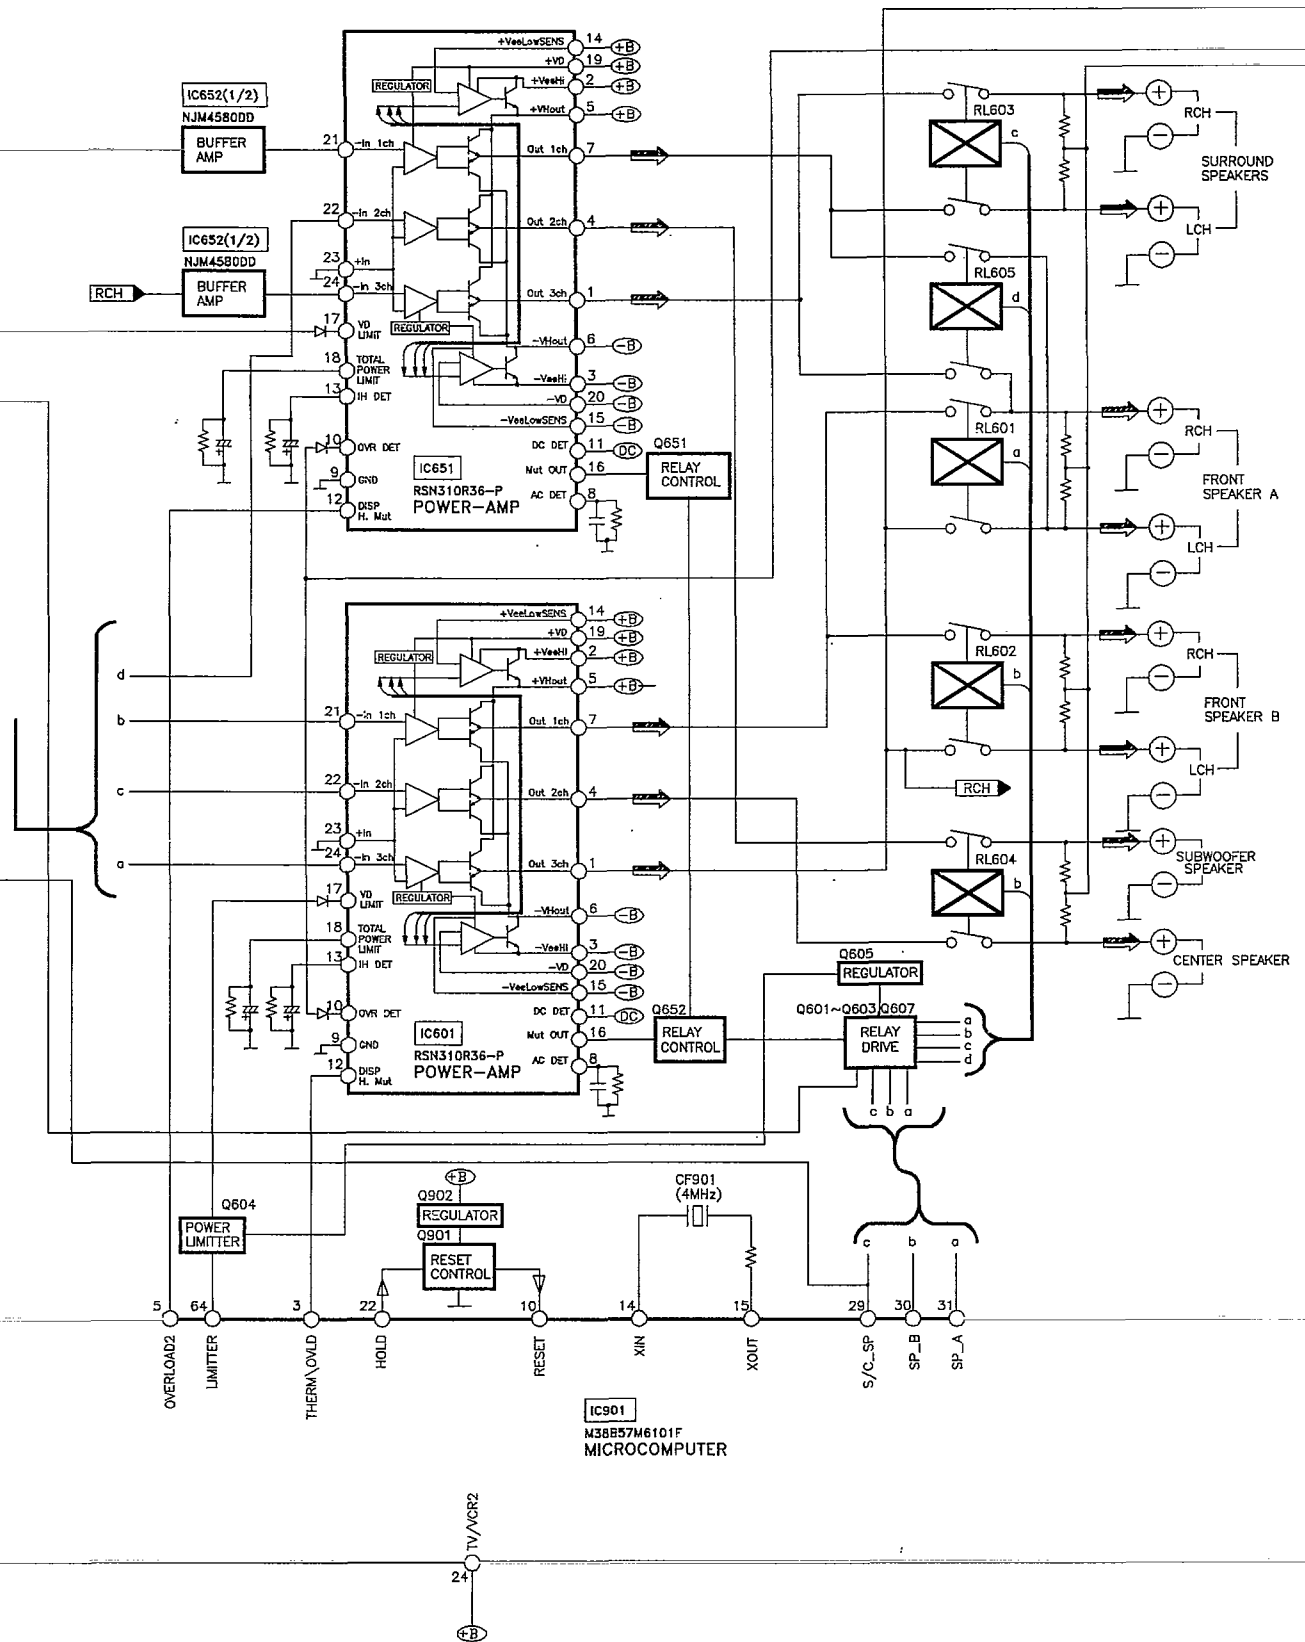 IC652(1/2)
NJM4580DD
BUFFER
AMP
IC652(1/2)
NJM4580DD
BUFFER
AMP
RCH
21
22
23
24
17
18
13
10
9
12
-In 1ch
-In 2ch
+In
-In 3ch
VD
LIMIT
TOTAL
POWER
LIMIT
IH DET
OVR DET
GND
DISP
H. Mut
REGULATOR
REGULATOR
+VeeLowSENS
+VD
+VeeHi
+VHout
Out 1ch
Out 2ch
Out 3ch
-VHout
-VeeHi
-VD
-VeeLowSENS
DC DET
Mut OUT
AC DET
14
19
2
5
7
4
1
6
3
20
15
11
16
8
+B
+B
+B
+B
-B
-B
-B
-B
DC
IC651
RSN310R36-P
POWER-AMP
Q651
RELAY
CONTROL
RL603
c
RL605
d
RL601
a
RL602
b
RL604
b
RCH
LCH
SURROUND
SPEAKERS
RCH
LCH
FRONT
SPEAKER A
RCH
LCH
FRONT
SPEAKER B
RCH
SUBWOOFER
SPEAKER
CENTER SPEAKER
d
b
c
a
21
22
23
24
17
18
13
10
9
12
-In 1ch
-In 2ch
+In
-In 3ch
VD
LIMIT
TOTAL
POWER
LIMIT
IH DET
OVR DET
GND
DISP
H. Mut
REGULATOR
REGULATOR
+VeeLowSENS
+VD
+VeeHi
+VHout
Out 1ch
Out 2ch
Out 3ch
-VHout
-VeeHi
-VD
-VeeLowSENS
DC DET
Mut OUT
AC DET
14
19
2
5
7
4
1
6
3
20
15
11
16
8
+B
+B
+B
+B
-B
-B
-B
-B
DC
IC601
RSN310R36-P
POWER-AMP
Q652
RELAY
CONTROL
Q605
REGULATOR
Q601~Q603,Q607
RELAY
DRIVE
a
b
c
d
c b a
c b a
Q604
POWER
LIMITTER
+B
Q902
REGULATOR
Q901
RESET
CONTROL
CF901
(4MHz)
5 64 3 22 10 14 15 29 30 31
OVERLOAD2
LIMITTER
THERM\OVLD
HOLD
RESET
XIN
XOUT
S/C_SP
SP_B
SP_A
IC901
M38B57M6101F
MICROCOMPUTER
TV/VCR2
24
+B